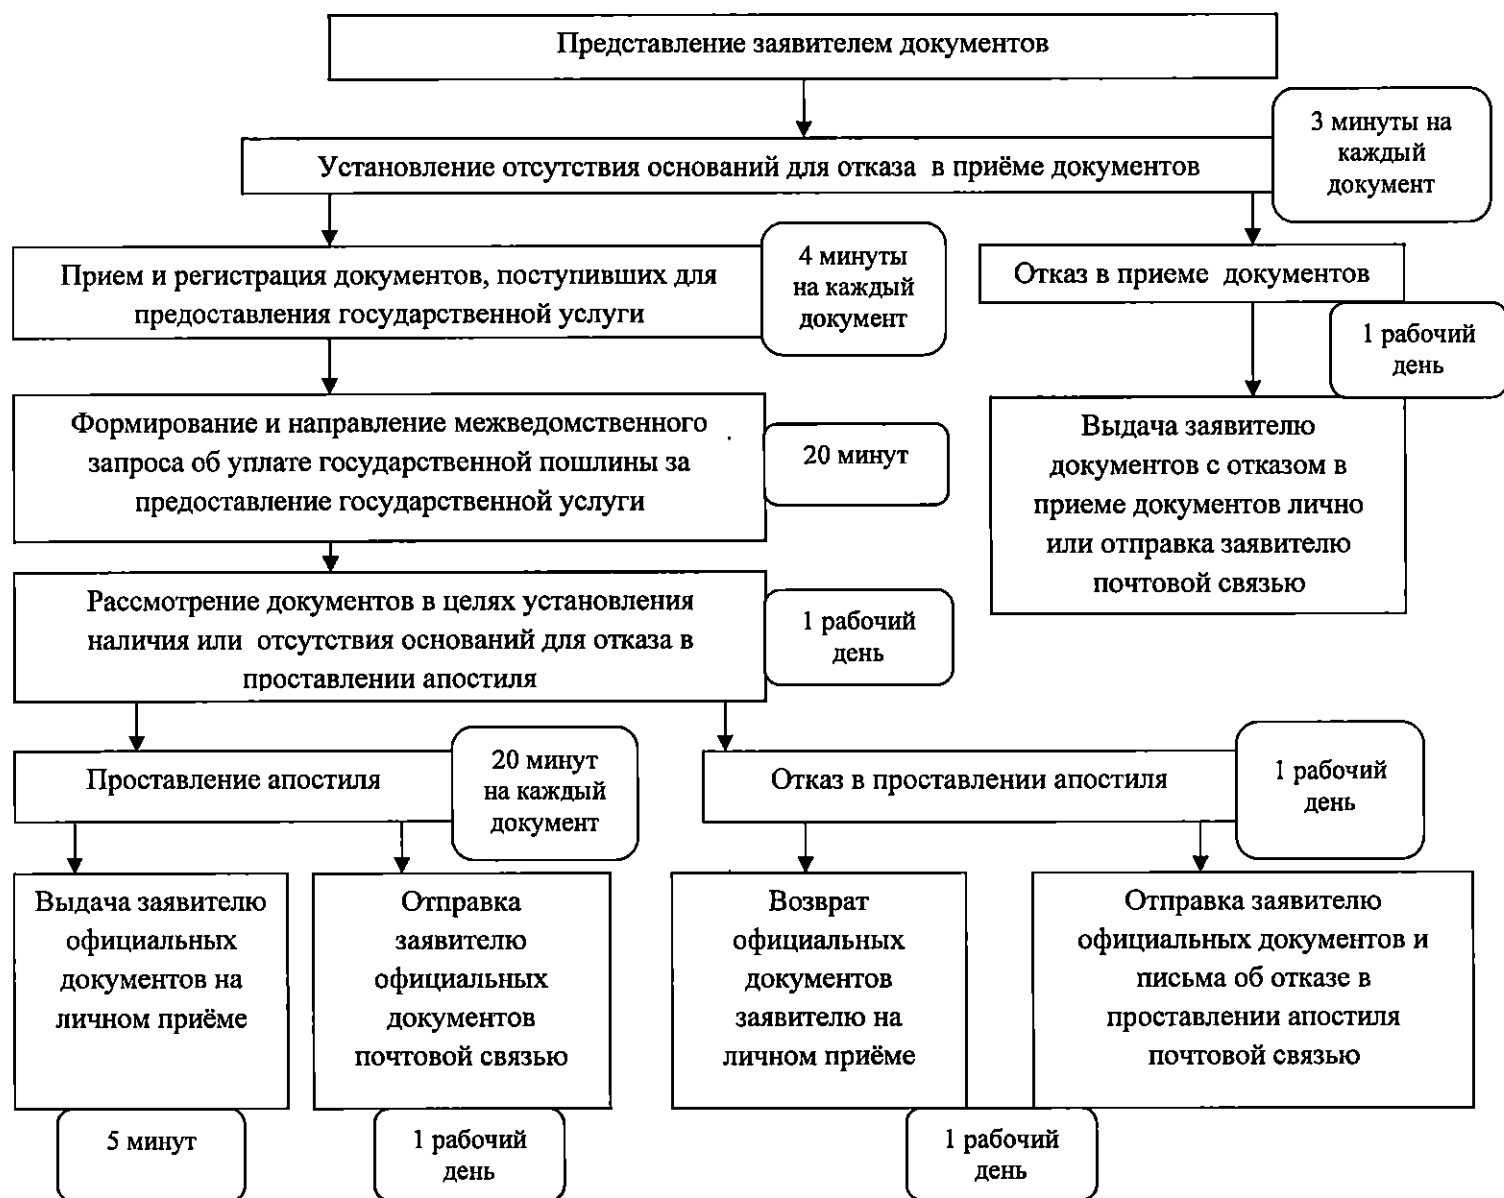 Представление заявителем документов
3 минуты на
каждый
документ
Установление отсутствия оснований для отказа в приёме документов
Прием и регистрация документов, поступивших для
предоставления государственной услуги
4 минуты
на каждый
документ
Отказ в приеме документов
1 рабочий
день
Формирование и направление межведомственного
запроса об уплате государственной пошлины за
предоставление государственной услуги
20 минут
Выдача заявителю
документов с отказом в
приеме документов лично
или отправка заявителю
почтовой связью
Рассмотрение документов в целях установления
наличия или отсутствия оснований для отказа в
проставлении апостиля
1 рабочий
день
Проставление апостиля
20 минут
на каждый
документ
Отказ в проставлении апостиля
1 рабочий
день
Выдача заявителю
официальных
документов на
личном приёме
Отправка
заявителю
официальных
документов
почтовой связью
Возврат
официальных
документов
заявителю на
личном приёме
Отправка заявителю
официальных документов и
письма об отказе в
проставлении апостиля
почтовой связью
5 минут
1 рабочий
день
1 рабочий
день